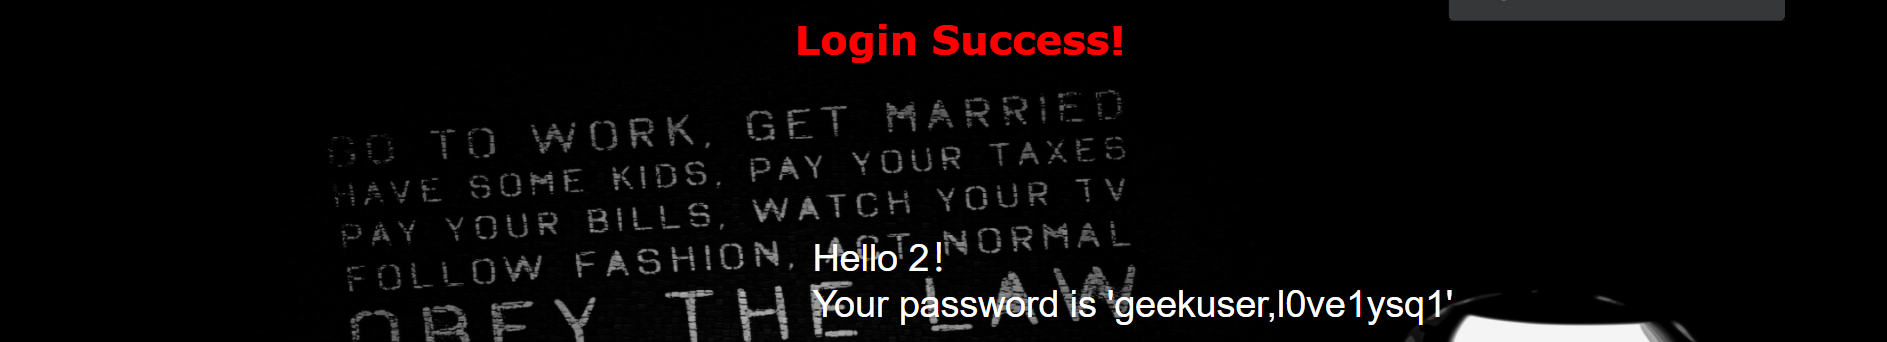 Login Success!
GO TO WORK, GET MARRIED
HAVE SOME KIDS, PAY YOUR TAXES
PAY YOUR BILLS, WATCH YOUR TV
FOLLOW FASHION, ACT NORMAL
OBEY THE LAW
Hello 2！
Your password is 'geekuser,l0ve1ysq1'